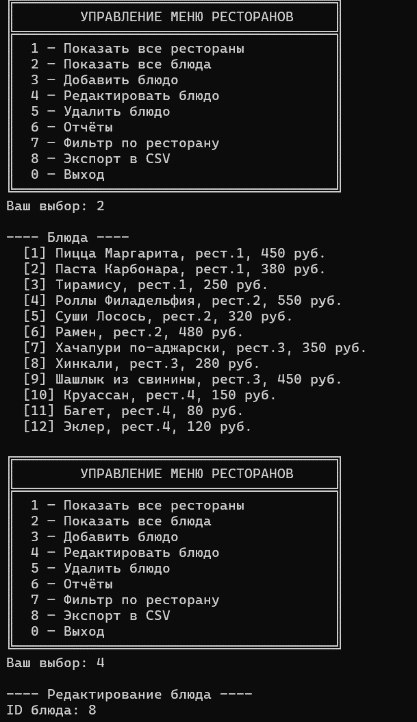 УПРАВЛЕНИЕ МЕНЮ РЕСТОРАНОВ
1 — Показать все рестораны
2 — Показать все блюда
3 — Добавить блюдо
4 — Редактировать блюдо
5 — Удалить блюдо
6 — Отчёты
7 — Фильтр по ресторану
8 — Экспорт в CSV
0 — Выход
Ваш выбор: 2
---- Блюда ----
[1] Пицца Маргарита, рест.1, 450 руб.
[2] Паста Карбонара, рест.1, 380 руб.
[3] Тирамису, рест.1, 250 руб.
[4] Роллы Филадельфия, рест.2, 550 руб.
[5] Суши Лосось, рест.2, 320 руб.
[6] Рамен, рест.2, 480 руб.
[7] Хачапури по-аджарски, рест.3, 350 руб.
[8] Хинкали, рест.3, 280 руб.
[9] Шашлык из свинины, рест.3, 450 руб.
[10] Круассан, рест.4, 150 руб.
[11] Багет, рест.4, 80 руб.
[12] Эклер, рест.4, 120 руб.
УПРАВЛЕНИЕ МЕНЮ РЕСТОРАНОВ
1 — Показать все рестораны
2 — Показать все блюда
3 — Добавить блюдо
4 — Редактировать блюдо
5 — Удалить блюдо
6 — Отчёты
7 — Фильтр по ресторану
8 — Экспорт в CSV
0 — Выход
Ваш выбор: 4
---- Редактирование блюда ----
ID блюда: 8